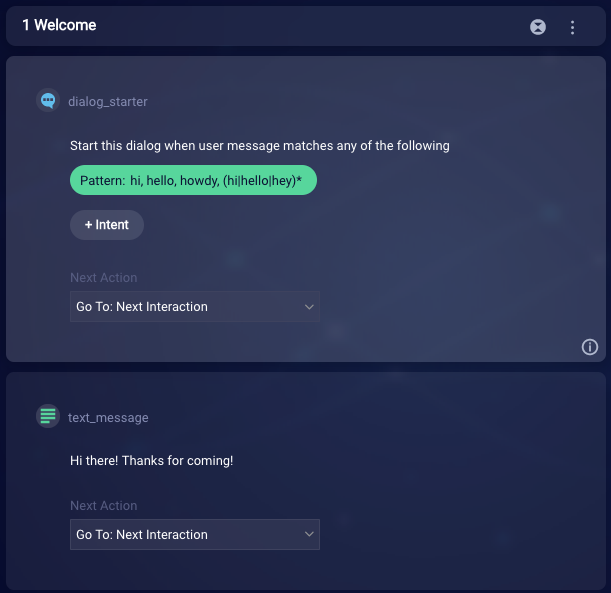 1 Welcome
dialog_starter
Start this dialog when user message matches any of the following
Pattern: hi, hello, howdy, (hi|hello|hey)*
+ Intent
Next Action
Go To: Next Interaction
text_message
Hi there! Thanks for coming!
Next Action
Go To: Next Interaction